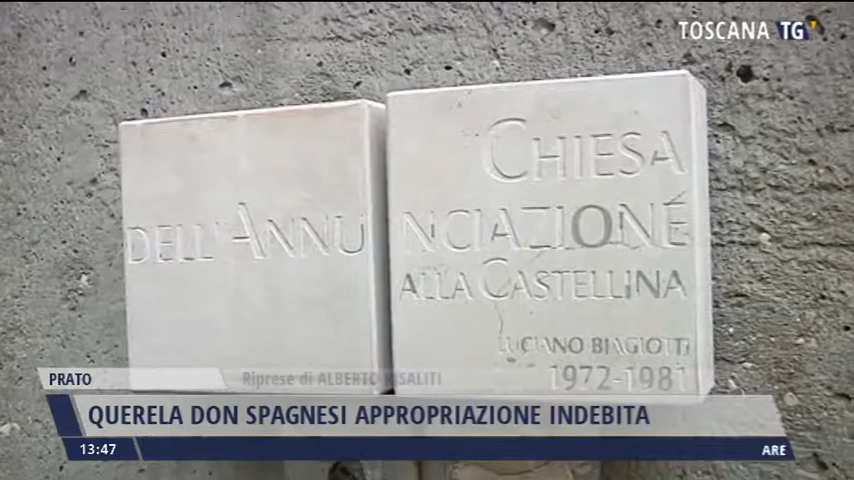 TOSCANA TG
CHIESA
DELL'ANNUNCIAZIONE
ALLA CASTELLINA
LUCIANO BIAGIOTTI
1972-1981
PRATO
Riprese di ALBERTO RISALITI
QUERELA DON SPAGNESI APPROPRIAZIONE INDEBITA
13:47
ARE